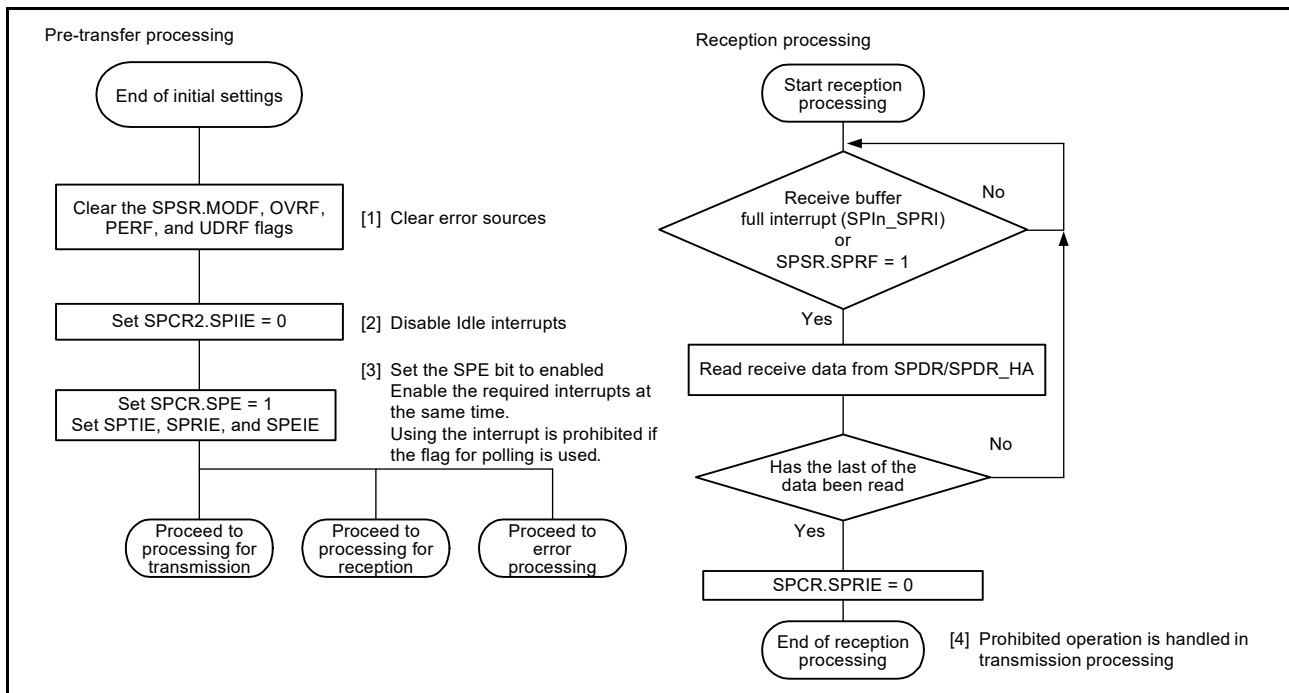 Pre-transfer processing
End of initial settings
Clear the SPSR.MODF, OVRF,
PERF, and UDRF flags
[1] Clear error sources
Set SPCR2.SPIIE = 0
[2] Disable Idle interrupts
Set SPCR.SPE = 1
Set SPTIE, SPRIE, and SPEIE
[3] Set the SPE bit to enabled
Enable the required interrupts at
the same time.
Using the interrupt is prohibited if
the flag for polling is used.
Proceed to
processing for
transmission
Proceed to
processing for
reception
Proceed to
error
processing
Reception processing
Start reception
processing
Receive buffer
full interrupt (SPIn_SPRI)
or
SPSR.SPRF = 1
No
Yes
Read receive data from SPDR/SPDR_HA
Has the last of the
data been read
No
Yes
SPCR.SPRIE = 0
End of reception
processing
[4] Prohibited operation is handled in
transmission processing